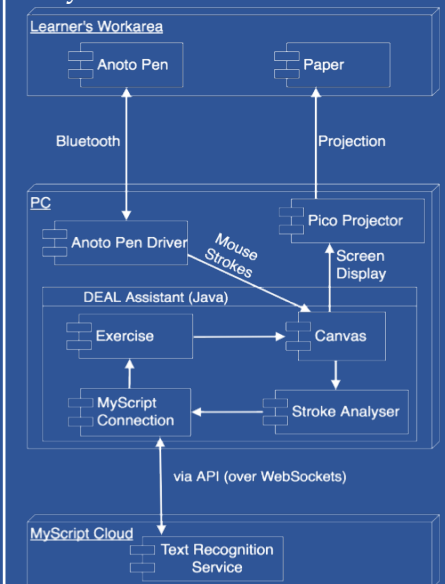 Learner's Workarea
Anoto Pen
Paper
Bluetooth
Projection
PC
Pico Projector
Anoto Pen Driver
Mouse
Strokes
Screen
Display
DEAL Assistant (Java)
Exercise
Canvas
MyScript
Connection
Stroke Analyser
via API (over WebSockets)
MyScript Cloud
Text Recognition
Service